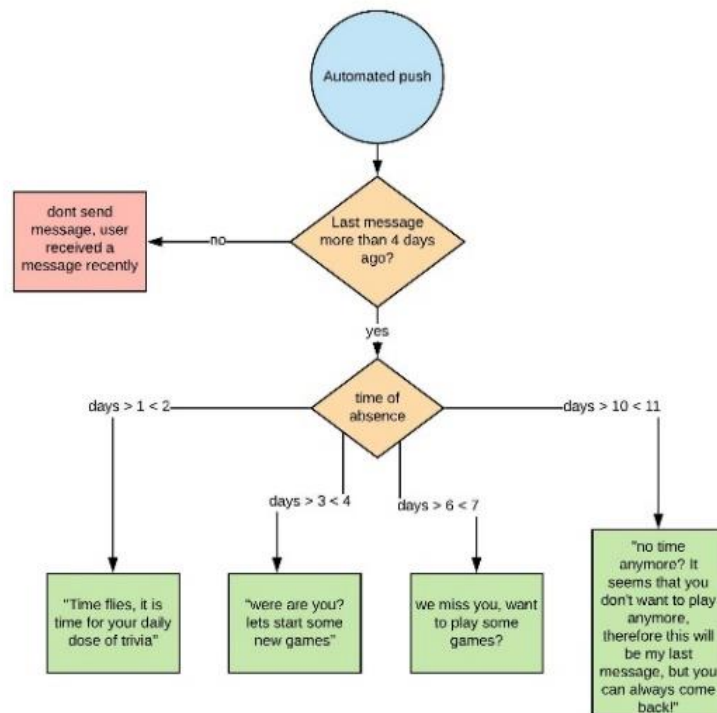 Automated push
Last message
more than 4 days
ago?
dont send
message, user
received a
message recently
no
yes
time of
absence
days > 1 < 2
days > 10 < 11
days > 3 < 4
days > 6 < 7
"Time flies, it is
time for your daily
dose of trivia"
"were are you?
lets start some
new games"
we miss you, want
to play some
games?
"no time
anymore? It
seems that you
don't want to play
anymore,
therefore this will
be my last
message, but you
can always come
back!"